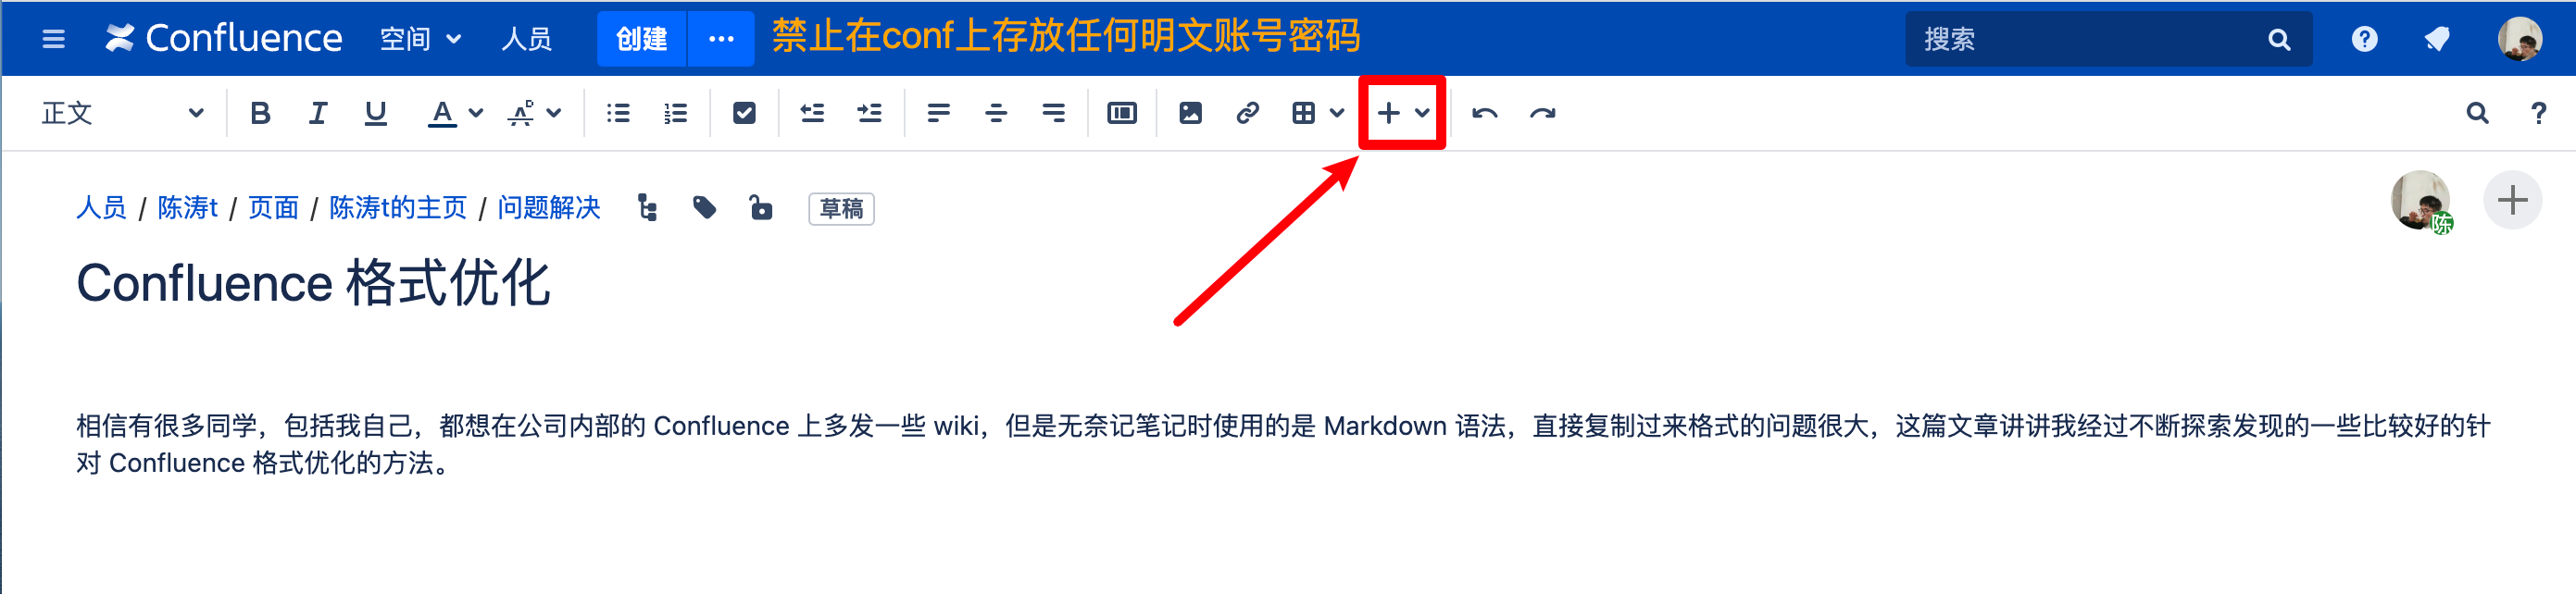 Confluence 空间 人员 创建 ··· 禁止在conf上存放任何明文账号密码 搜索
正文 B I U A
人员 / 陈涛t / 页面 / 陈涛t的主页 / 问题解决 草稿
陈
Confluence 格式优化
相信有很多同学，包括我自己，都想在公司内部的 Confluence 上多发一些 wiki，但是无奈记笔记时使用的是 Markdown 语法，直接复制过来格式的问题很大，这篇文章讲讲我经过不断探索发现的一些比较好的针
对 Confluence 格式优化的方法。